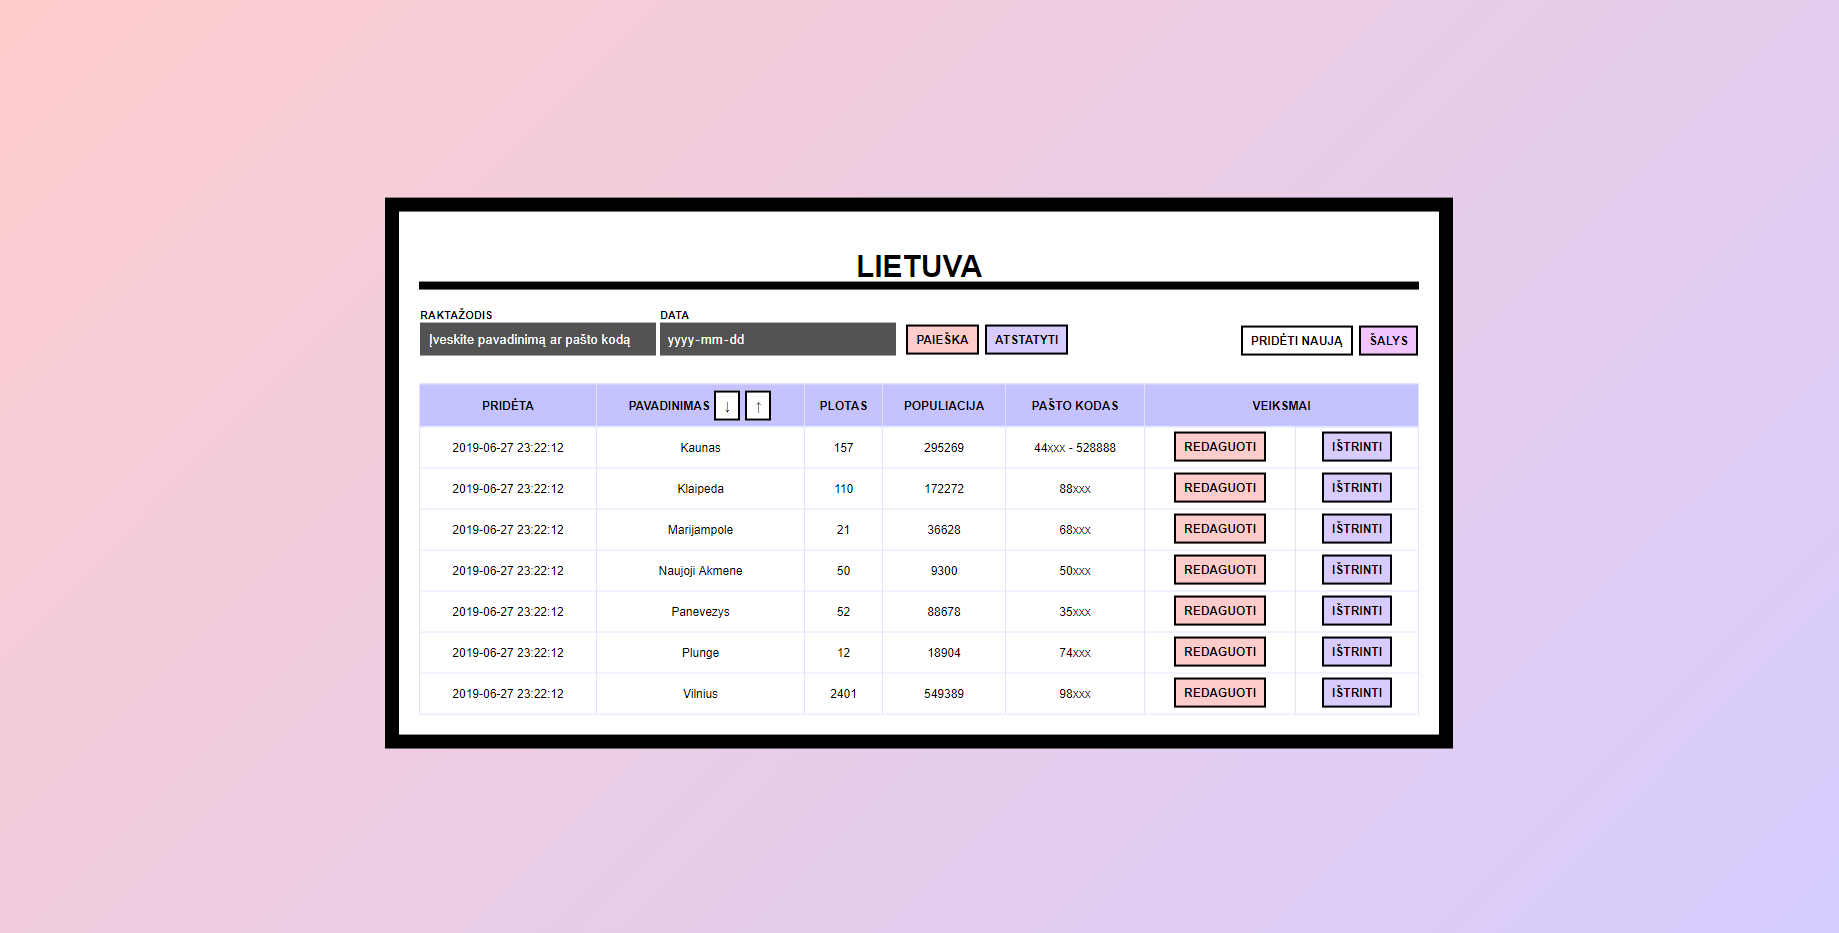 LIETUVA
RAKTAŽODIS DATA
Įveskite pavadinimą ar pašto kodą yyyy-mm-dd PAIEŠKA ATSTATYTI PRIDĖTI NAUJĄ ŠALYS
PRIDĖTA PAVADINIMAS ↓ ↑ PLOTAS POPULIACIJA PAŠTO KODAS VEIKSMAI
2019-06-27 23:22:12 Kaunas 157 295269 44xxx - 528888 REDAGUOTI IŠTRINTI
2019-06-27 23:22:12 Klaipeda 110 172272 88xxx REDAGUOTI IŠTRINTI
2019-06-27 23:22:12 Marijampole 21 36628 68xxx REDAGUOTI IŠTRINTI
2019-06-27 23:22:12 Naujoji Akmene 50 9300 50xxx REDAGUOTI IŠTRINTI
2019-06-27 23:22:12 Panevezys 52 88678 35xxx REDAGUOTI IŠTRINTI
2019-06-27 23:22:12 Plunge 12 18904 74xxx REDAGUOTI IŠTRINTI
2019-06-27 23:22:12 Vilnius 2401 549389 98xxx REDAGUOTI IŠTRINTI